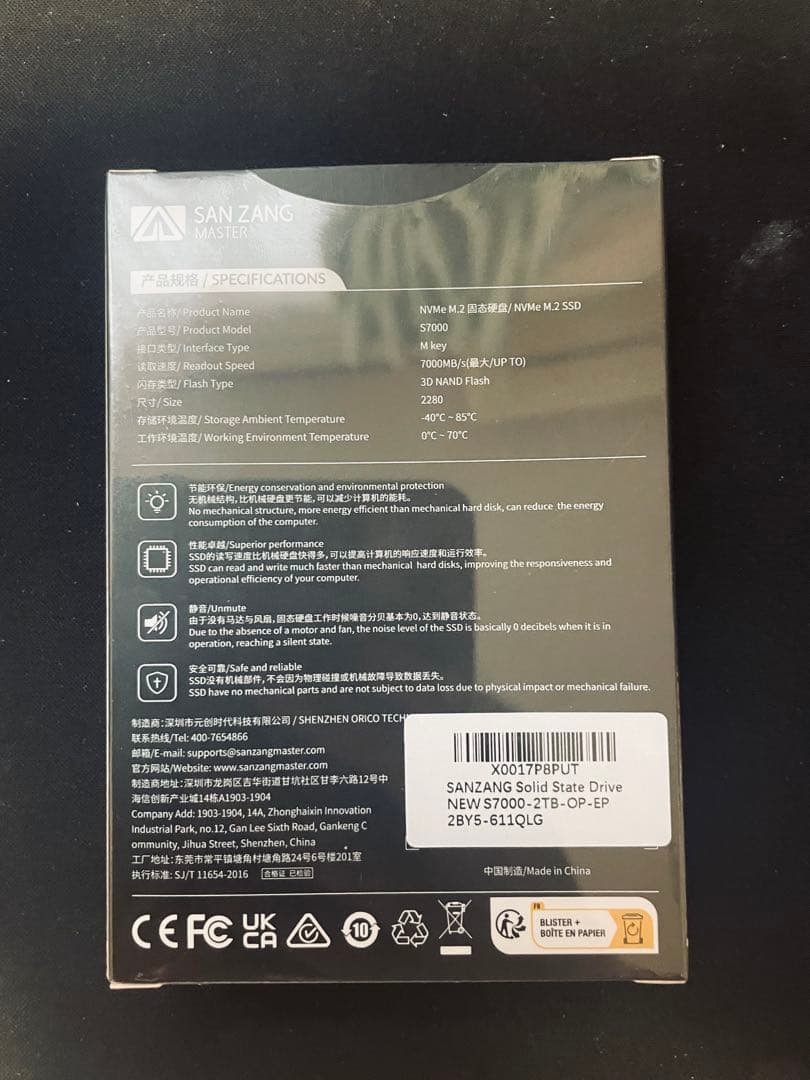 SAN ZANG
MASTER
产品规格 / SPECIFICATIONS
产品名称/ Product Name NVMe M.2 固态硬盘/ NVMe M.2 SSD
产品型号/ Product Model S7000
接口类型/ Interface Type M key
读取速度/ Readout Speed 7000MB/s(最大/UP TO)
闪存类型/ Flash Type 3D NAND Flash
尺寸/ Size 2280
存储环境温度/ Storage Ambient Temperature -40°C ~ 85°C
工作环境温度/ Working Environment Temperature 0°C ~ 70°C
节能环保/Energy conservation and environmental protection
无机械结构，比机械硬盘更节能，可以减少计算机的能耗。
No mechanical structure, more energy efficient than mechanical hard disk, can reduce the energy
consumption of the computer.
性能卓越/Superior performance
SSD的读写速度比机械硬盘快得多，可以提高计算机的响应速度和运行效率。
SSD can read and write much faster than mechanical hard disks, improving the responsiveness and
operational efficiency of your computer.
静音/Unmute
由于没有马达与风扇，固态硬盘工作时候噪音分贝基本为0，达到静音状态。
Due to the absence of a motor and fan, the noise level of the SSD is basically 0 decibels when it is in
operation, reaching a silent state.
安全可靠/Safe and reliable
SSD没有机械部件，不会因为物理碰撞或机械故障导致数据丢失。
SSD have no mechanical parts and are not subject to data loss due to physical impact or mechanical failure.
制造商：深圳市元创时代科技有限公司 / SHENZHEN ORICO TECH
联系热线/Tel: 400-7654866
邮箱/E-mail: supports@sanzangmaster.com
官方网站/Website: www.sanzangmaster.com
制造商地址：深圳市龙岗区吉华街道甘坑社区甘李六路12号中
海信创新产业城14栋A1903-1904
Company Add: 1903-1904, 14A, Zhonghaixin Innovation
Industrial Park, no.12, Gan Lee Sixth Road, Gankeng C
ommunity, Jihua Street, Shenzhen, China
工厂地址：东莞市常平镇塘角村塘角路24号6号楼201室
执行标准: SJ/T 11654-2016 合格证 已检验
X0017P8PUT
SANZANG Solid State Drive
NEW S7000-2TB-OP-EP
2BY5-611QLG
中国制造/Made in China
CE FC UK
CA
10
FR
BLISTER +
BOÎTE EN PAPIER